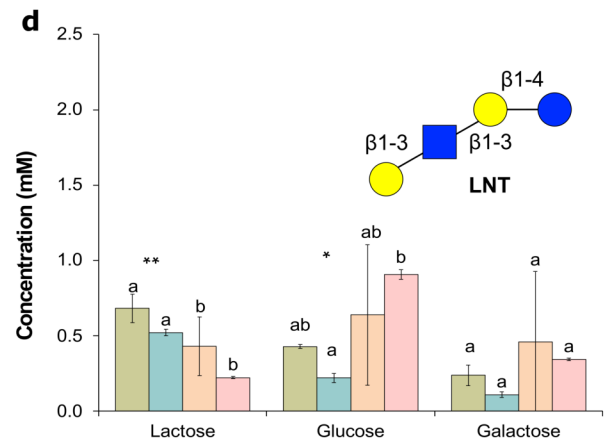 d
2.5
2.0
1.5
1.0
0.5
0.0
Concentration (mM)
β1-4
β1-3
β1-3
LNT
**
a
a
b
b
*
ab
a
ab
b
a
a
a
a
Lactose
Glucose
Galactose